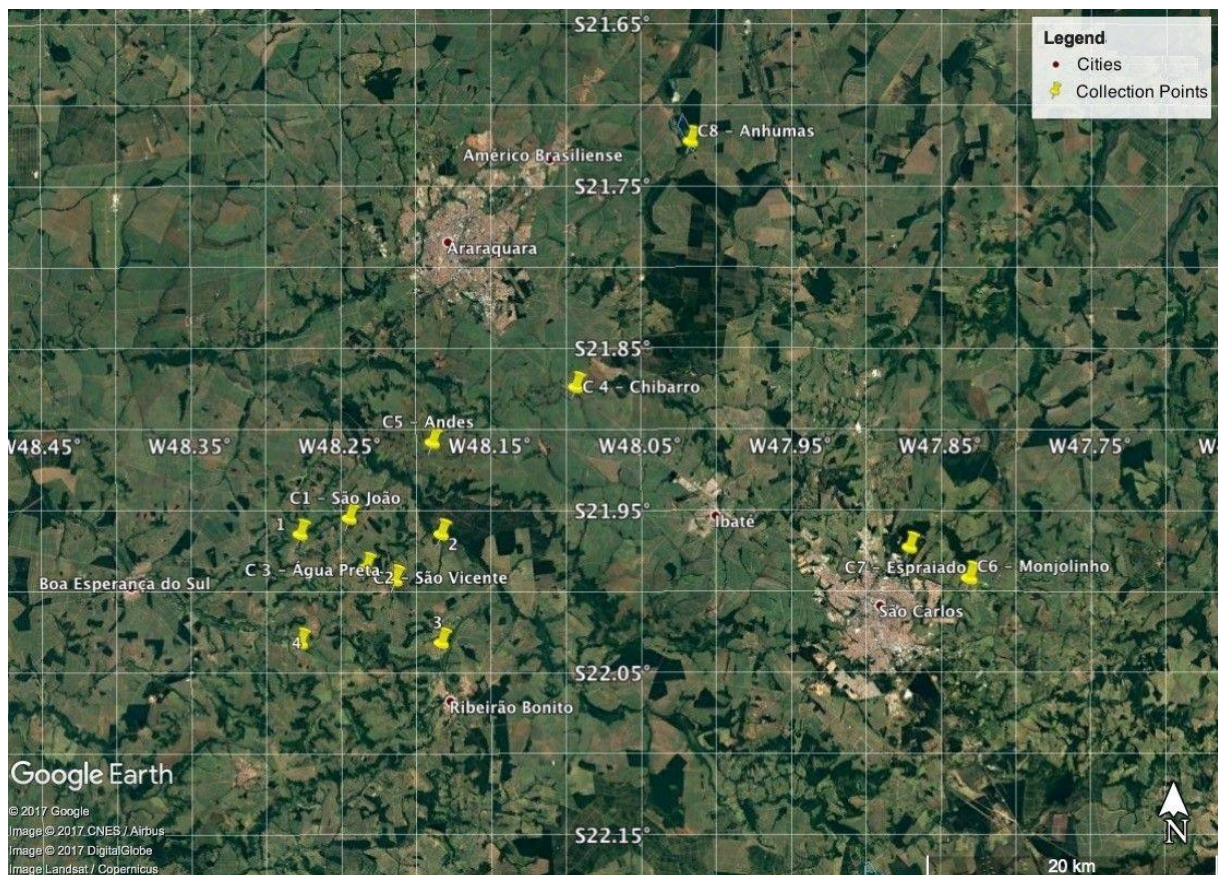 S21.65°
Legend
Cities
Collection Points
C8 - Anhumas
Américo Brasiliense
S21.75°
Araraquara
S21.85°
C 4 - Chibarro
C5 - Andes
W48.45° W48.35° W48.25° W48.15° W48.05° W47.95° W47.85° W47.75° W
C1 - São João
S21.95°
1
2
Ibaté
C 3 - Água Preta
C2 - São Vicente
C7 - Espraiado
C6 - Monjolinho
Boa Esperança do Sul
São Carlos
3
4
S22.05°
Ribeirão Bonito
Google Earth
© 2017 Google
Image © 2017 CNES / Airbus
Image © 2017 DigitalGlobe
Image Landsat / Copernicus
S22.15°
N
20 km